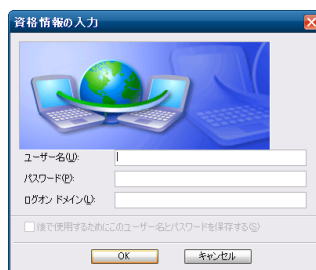 資格情報の入力
ユーザー名(U):
パスワード(P):
ログオン ドメイン(L):
後で使用するためにこのユーザー名とパスワードを保存する(S)
OK
キャンセル